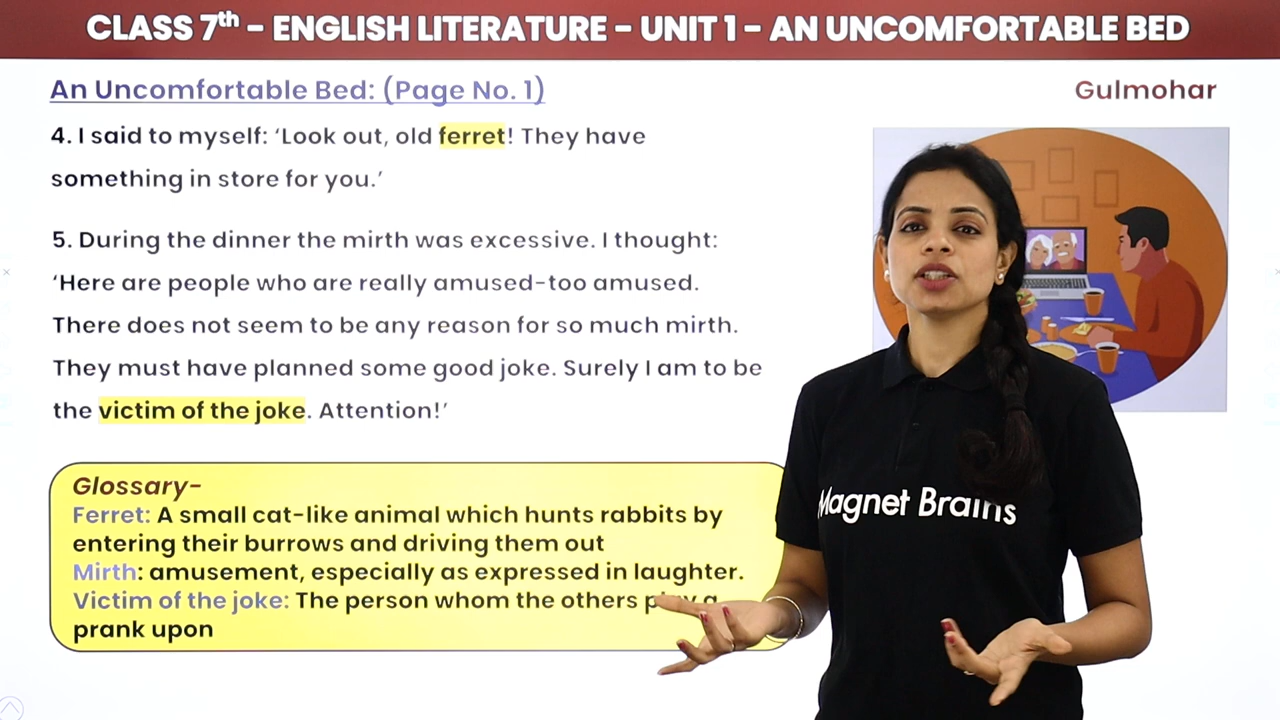 CLASS 7th - ENGLISH LITERATURE - UNIT 1 - AN UNCOMFORTABLE BED
An Uncomfortable Bed: (Page No. 1)
Gulmohar
4. I said to myself: ‘Look out, old ferret! They have
something in store for you.’
5. During the dinner the mirth was excessive. I thought:
‘Here are people who are really amused-too amused.
There does not seem to be any reason for so much mirth.
They must have planned some good joke. Surely I am to be
the victim of the joke. Attention!’
Glossary-
Ferret: A small cat-like animal which hunts rabbits by
entering their burrows and driving them out
Mirth: amusement, especially as expressed in laughter.
Victim of the joke: The person whom the others play a
prank upon
Magnet Brains